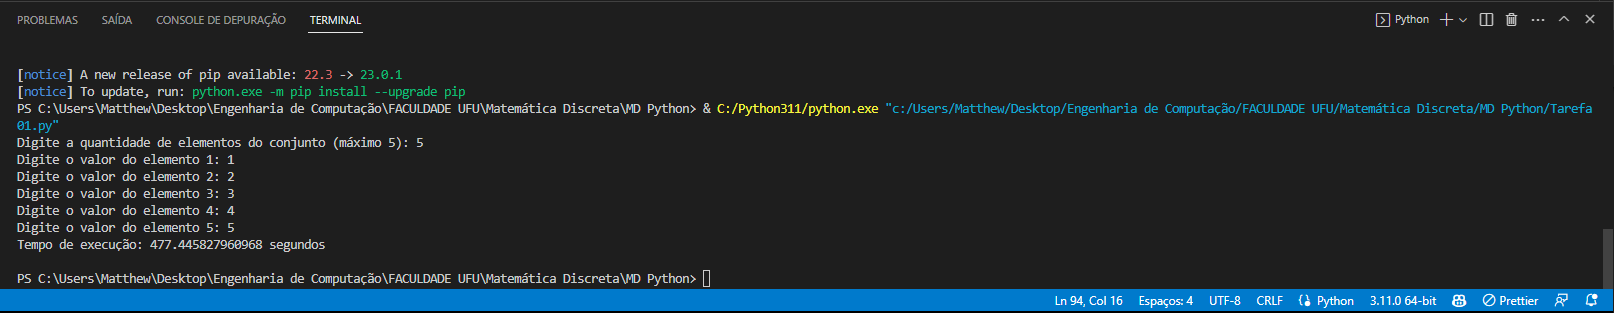 PROBLEMAS SAÍDA CONSOLE DE DEPURAÇÃO TERMINAL Python
[notice] A new release of pip available: 22.3 -> 23.0.1
[notice] To update, run: python.exe -m pip install --upgrade pip
PS C:\Users\Matthew\Desktop\Engenharia de Computação\FACULDADE UFU\Matemática Discreta\MD Python> & C:/Python311/python.exe "c:/Users/Matthew/Desktop/Engenharia de Computação/FACULDADE UFU/Matemática Discreta/MD Python/Tarefa
01.py"
Digite a quantidade de elementos do conjunto (máximo 5): 5
Digite o valor do elemento 1: 1
Digite o valor do elemento 2: 2
Digite o valor do elemento 3: 3
Digite o valor do elemento 4: 4
Digite o valor do elemento 5: 5
Tempo de execução: 477.445827960968 segundos
PS C:\Users\Matthew\Desktop\Engenharia de Computação\FACULDADE UFU\Matemática Discreta\MD Python>
Ln 94, Col 16 Espaços: 4 UTF-8 CRLF Python 3.11.0 64-bit Prettier